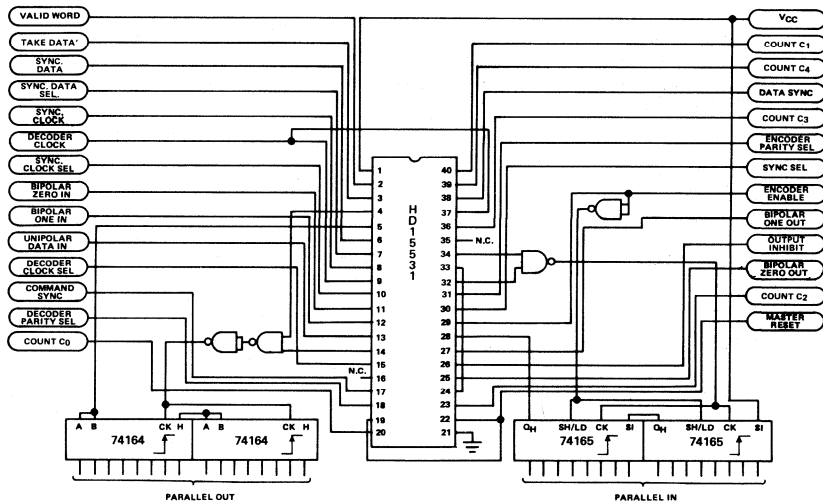 VALID WORD
TAKE DATA'
SYNC. DATA
SYNC. DATA SEL.
SYNC. CLOCK
DECODER CLOCK
SYNC. CLOCK SEL
BIPOLAR ZERO IN
BIPOLAR ONE IN
UNIPOLAR DATA IN
DECODER CLOCK SEL
COMMAND SYNC
DECODER PARITY SEL
COUNT C0
HD15531
1
2
3
4
5
6
7
8
9
10
11
12
13
14
15
N.C.
16
17
18
19
20
40
39
38
37
36
35
N.C.
34
33
32
31
30
29
28
27
26
25
24
23
22
21
VCC
COUNT C1
COUNT C4
DATA SYNC
COUNT C3
ENCODER PARITY SEL
SYNC SEL
ENCODER ENABLE
BIPOLAR ONE OUT
OUTPUT INHIBIT
BIPOLAR ZERO OUT
COUNT C2
MASTER RESET
A B CK H A B CK H
74164 74164
PARALLEL OUT
QH SH/LD CK SI QH SH/LD CK SI
74165 74165
PARALLEL IN